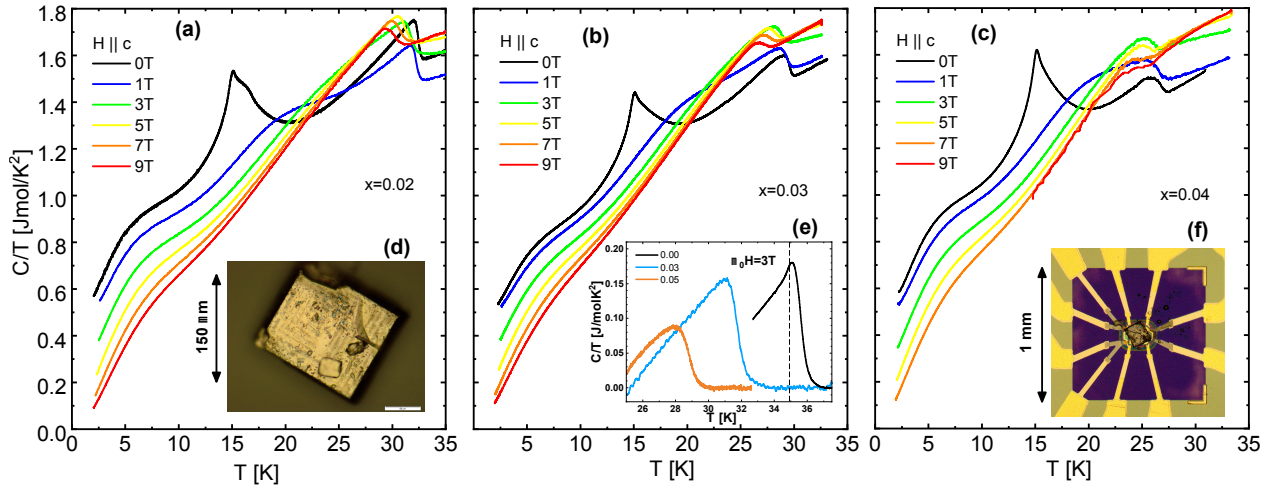 (a)
H || c
0T
1T
3T
5T
7T
9T
x=0.02
(d)
150 m
C/T [Jmol/K²]
1.8
1.6
1.4
1.2
1.0
0.8
0.6
0.4
0.2
0.0
0 5 10 15 20 25 30 35
T [K]
(b)
H || c
0T
1T
3T
5T
7T
9T
x=0.03
(e)
C/T [J/molK²]
0.20
0.15
0.10
0.05
0.00
0.00
0.03
0.05
₀H=3T
26 28 30 31 32 34 36
T [K]
0 5 10 15 20 25 30 35
T [K]
(c)
H || c
0T
1T
3T
5T
7T
9T
x=0.04
(f)
1 mm
0 5 10 15 20 25 30 35
T [K]